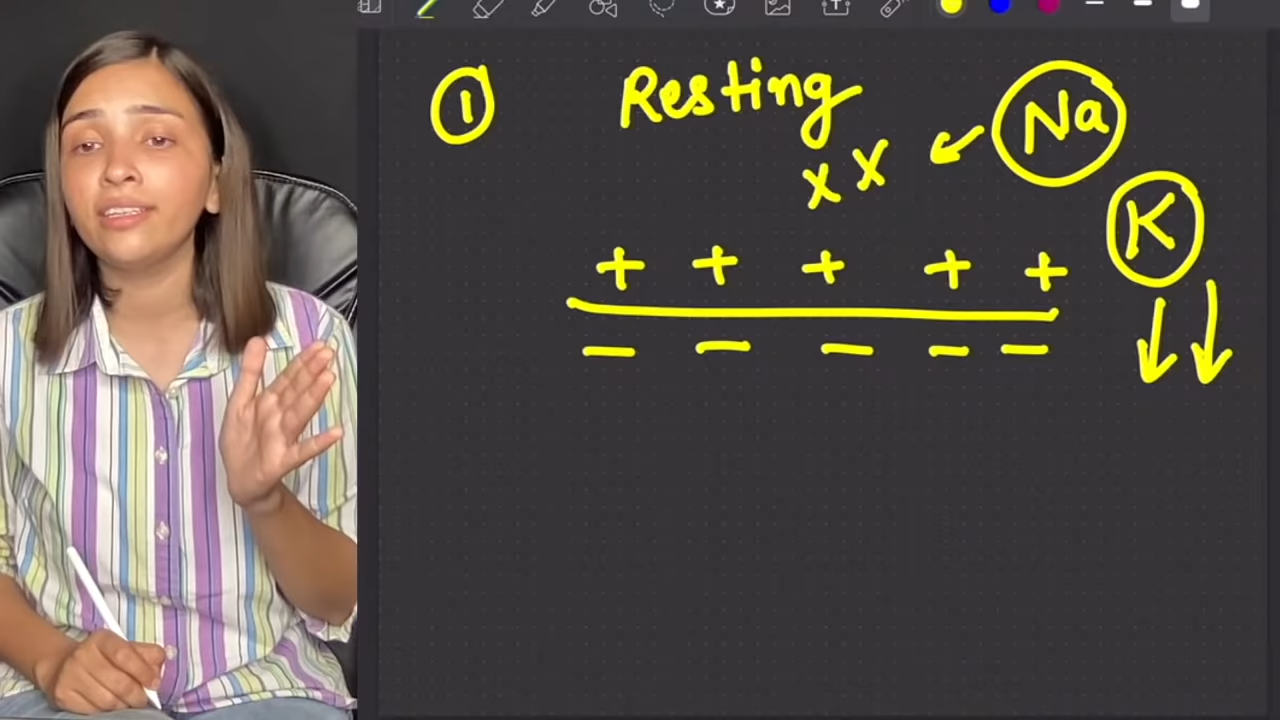 ① Resting
Na
x x
K
+ + + + +
− − − − −